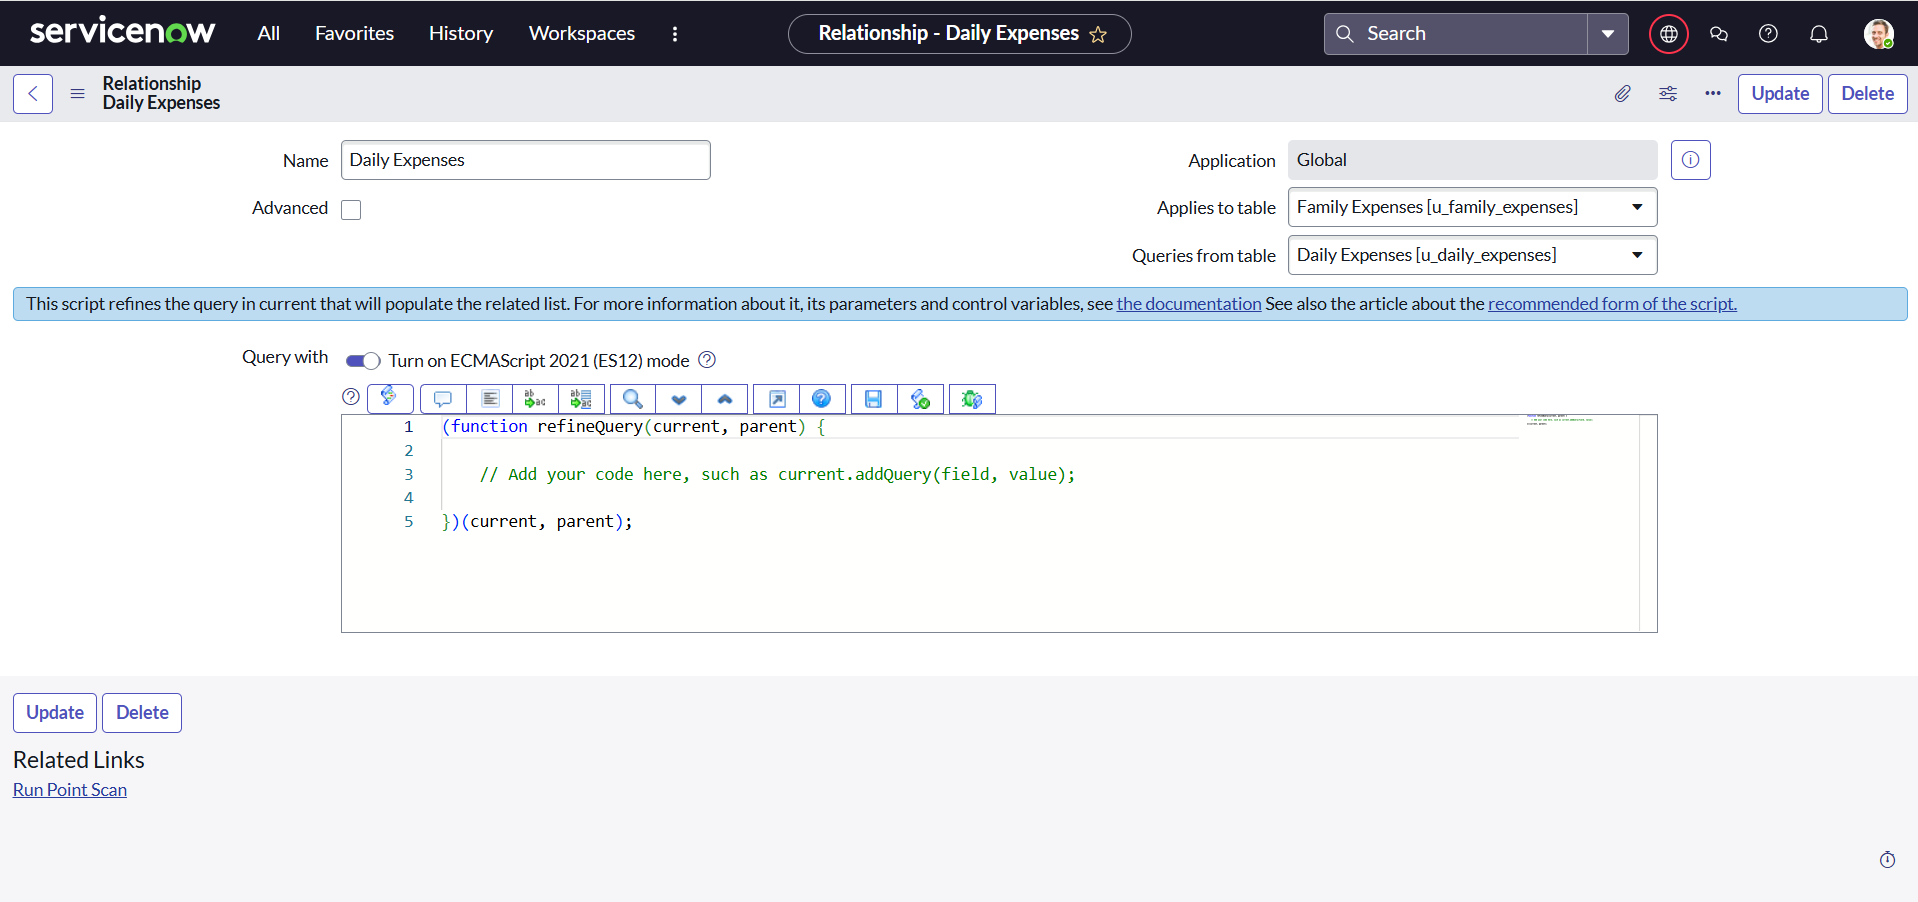 servicenow All Favorites History Workspaces Relationship - Daily Expenses Search
Relationship
Daily Expenses
Update Delete
Name Daily Expenses Application Global
Advanced Applies to table Family Expenses [u_family_expenses]
Queries from table Daily Expenses [u_daily_expenses]
This script refines the query in current that will populate the related list. For more information about it, its parameters and control variables, see the documentation See also the article about the recommended form of the script.
Query with Turn on ECMAScript 2021 (ES12) mode
1 (function refineQuery(current, parent) {
2
3 // Add your code here, such as current.addQuery(field, value);
4
5 })(current, parent);
Update Delete
Related Links
Run Point Scan